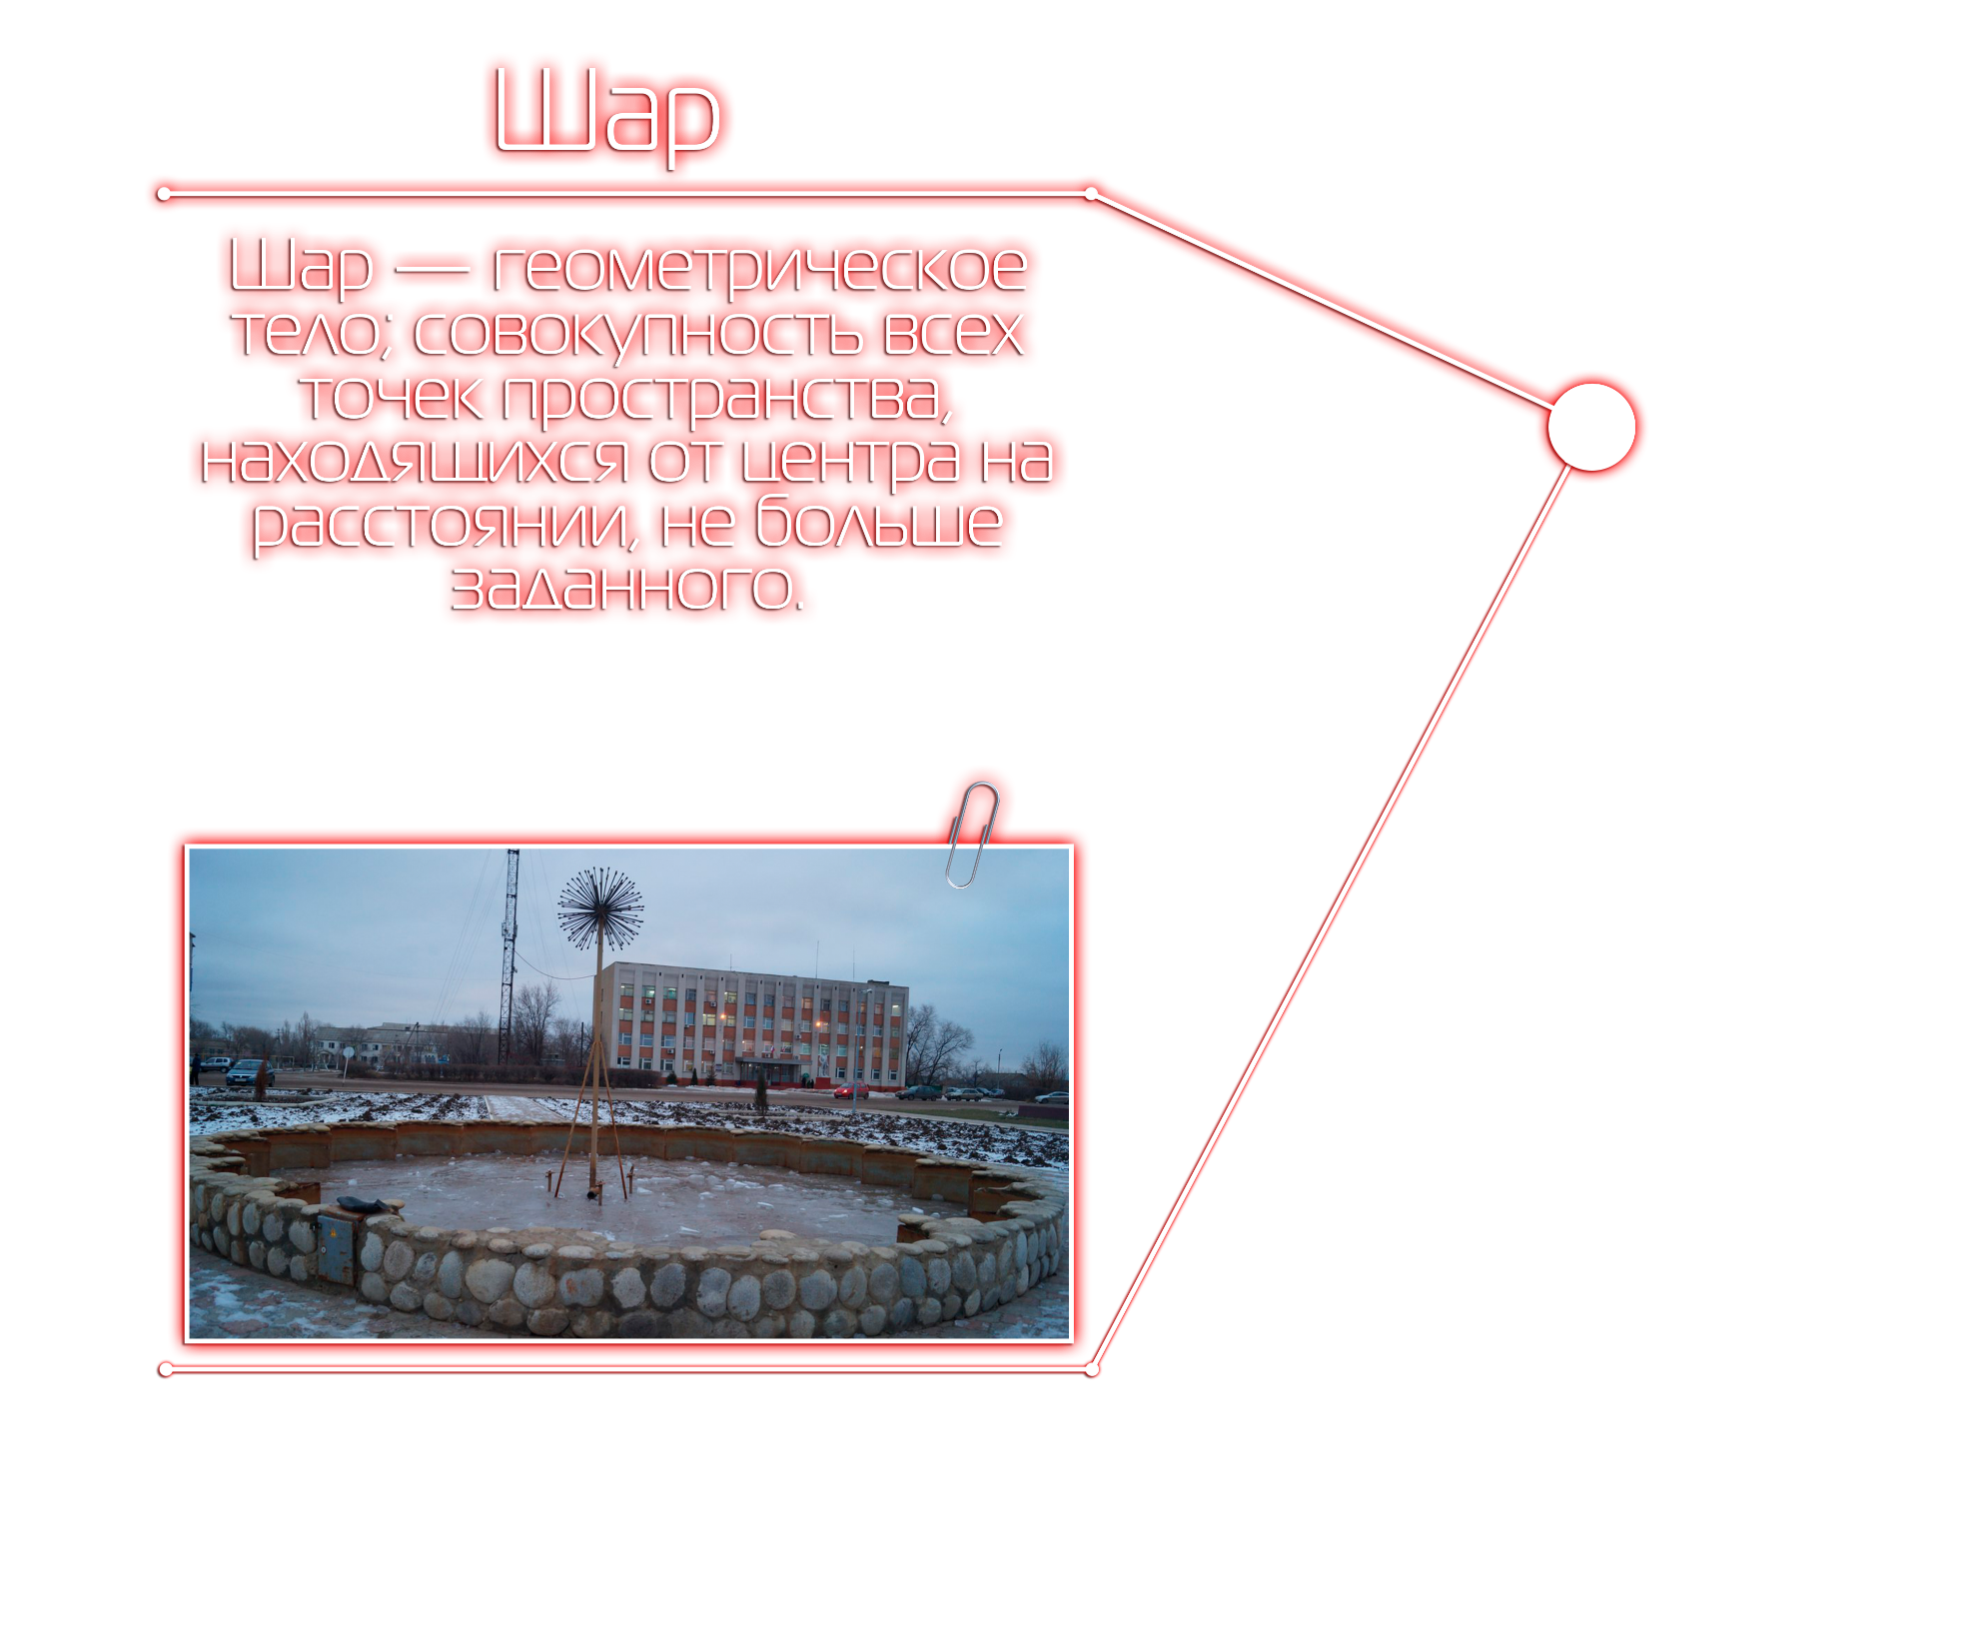 Шар
Шар — геометрическое
тело; совокупность всех
точек пространства,
находящихся от центра на
расстоянии, не больше
заданного.